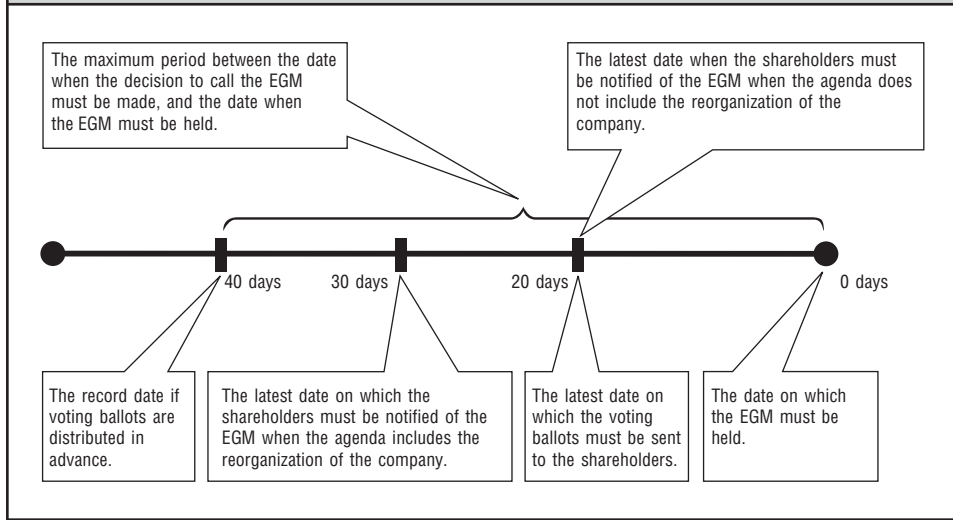 The maximum period between the date
when the decision to call the EGM
must be made, and the date when
the EGM must be held.
The latest date when the shareholders must
be notified of the EGM when the agenda does
not include the reorganization of the
company.
40 days
30 days
20 days
0 days
The record date if
voting ballots are
distributed in
advance.
The latest date on which the
shareholders must be notified of the
EGM when the agenda includes the
reorganization of the company.
The latest date on
which the voting
ballots must be sent
to the shareholders.
The date on which
the EGM must be
held.